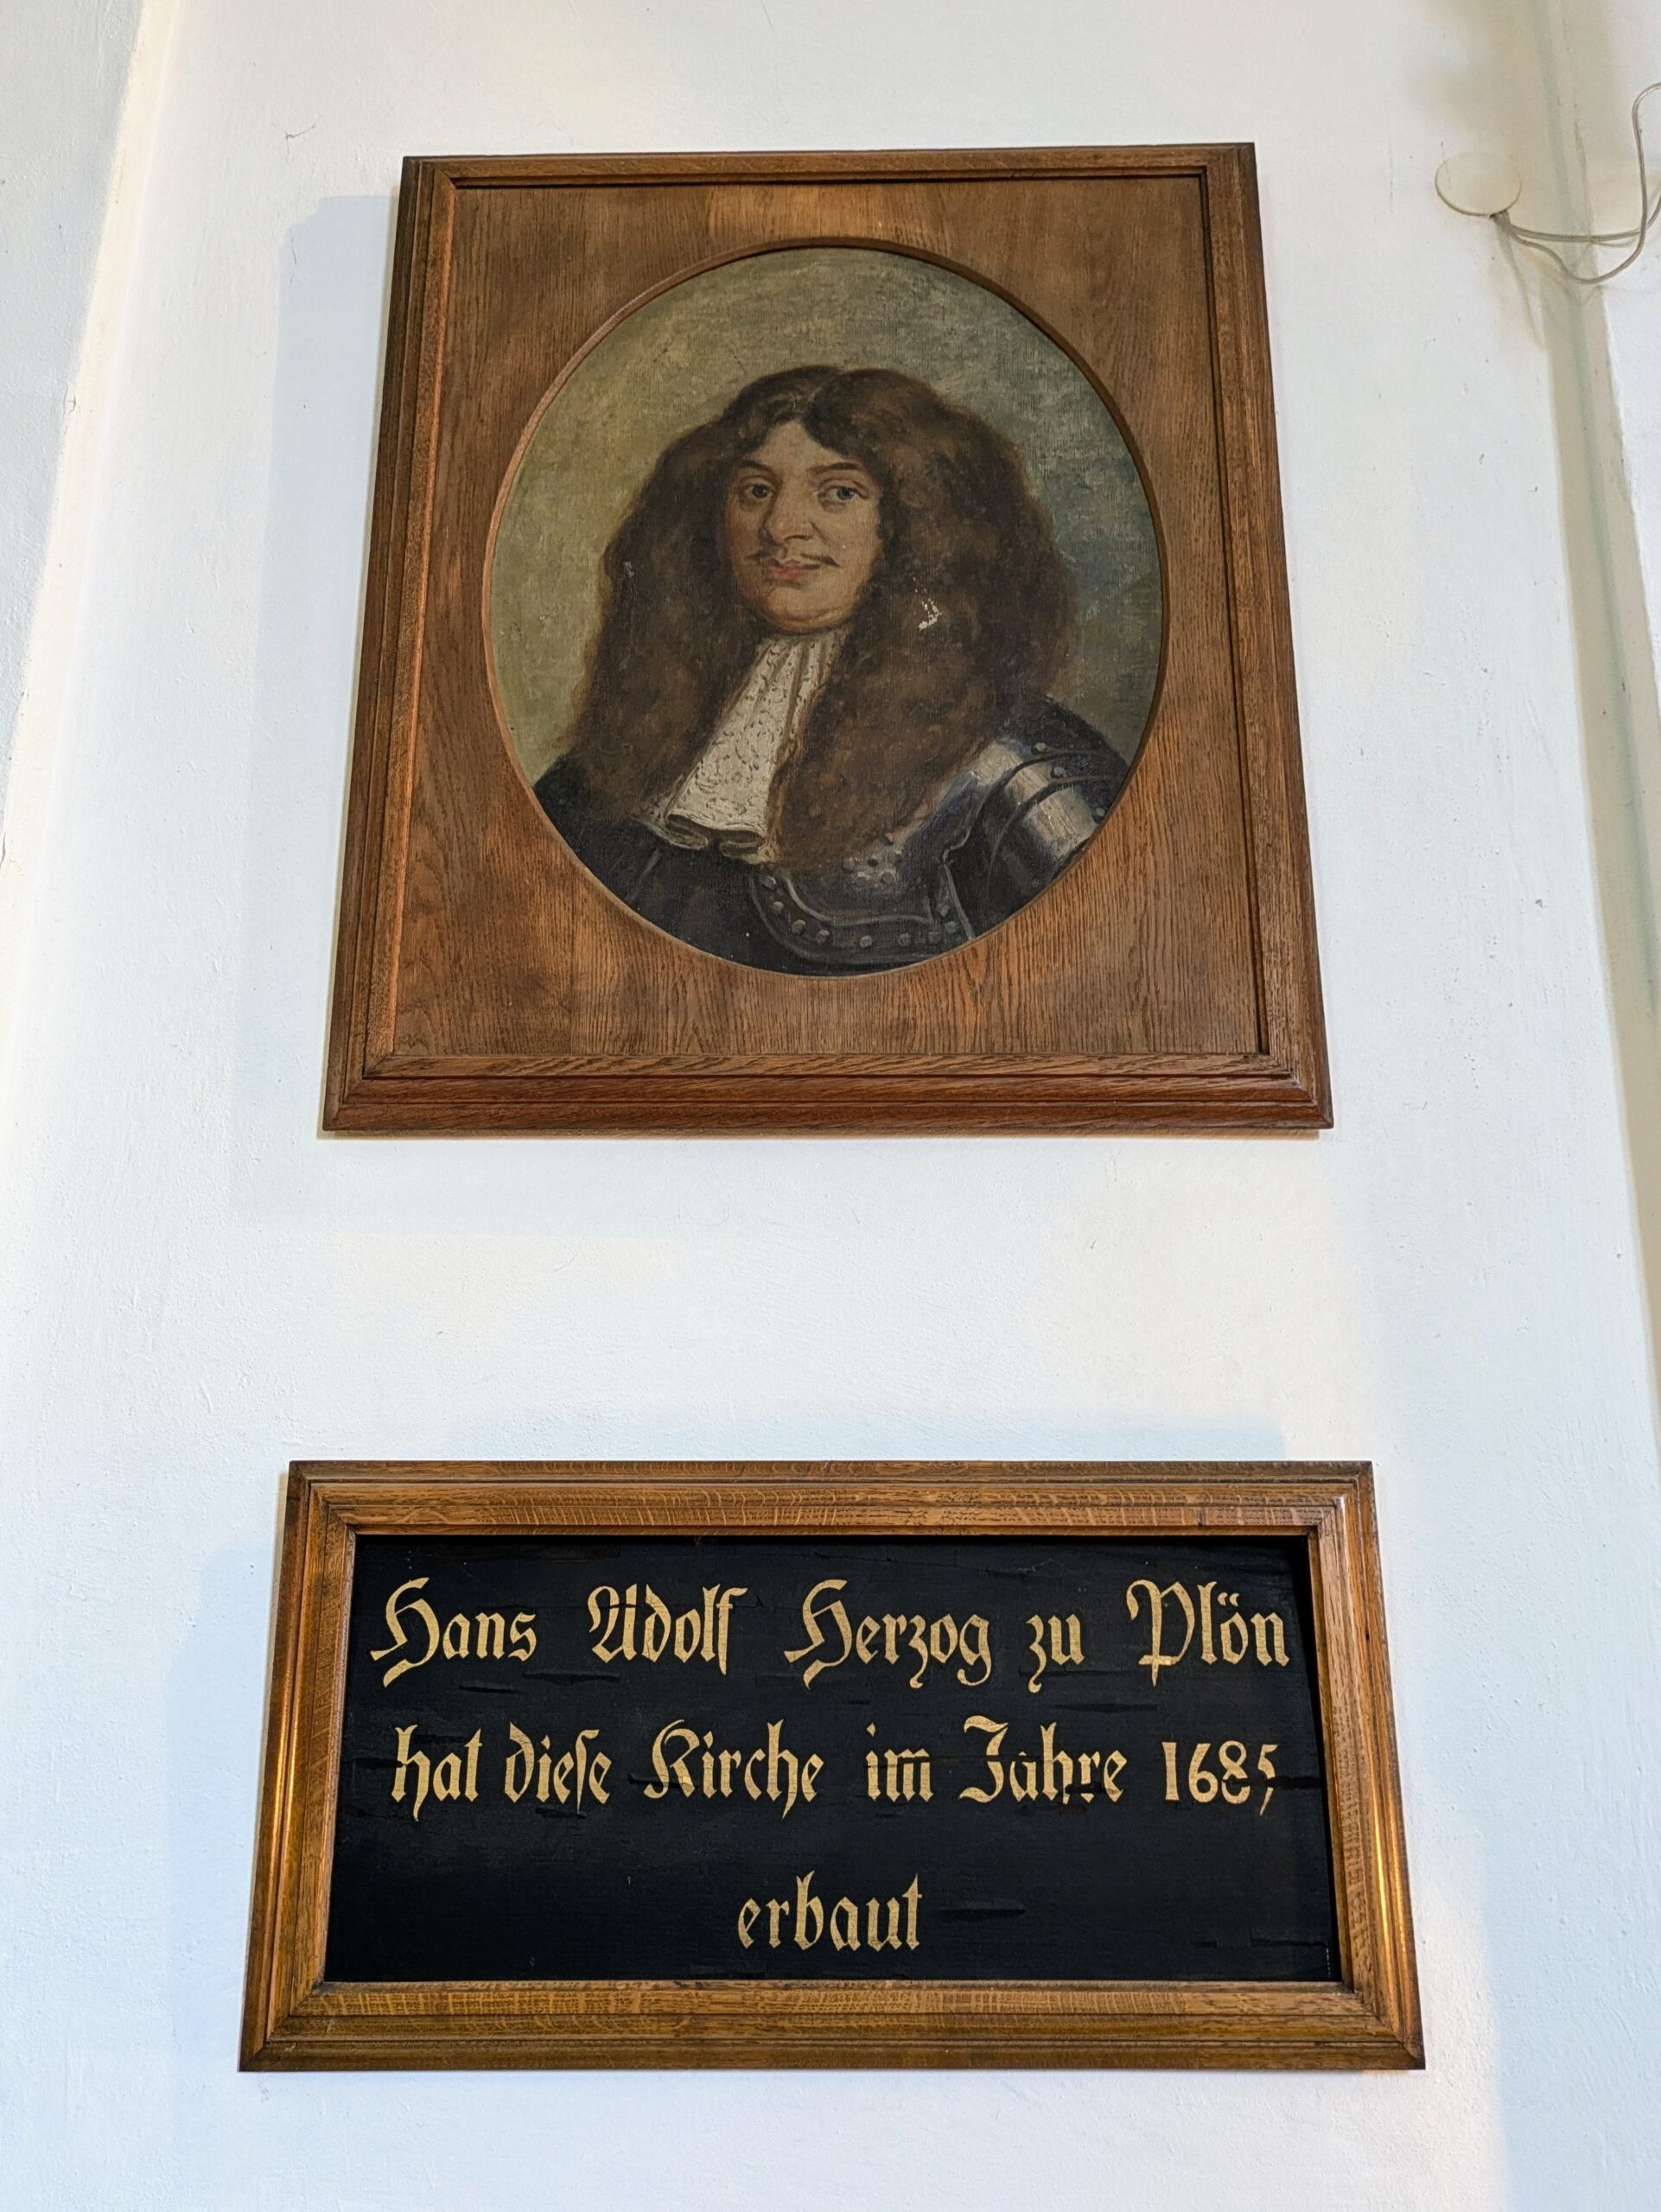 Hans Adolf Herzog zu Plön
hat dieſe Kirche im Jahre 1685
erbaut